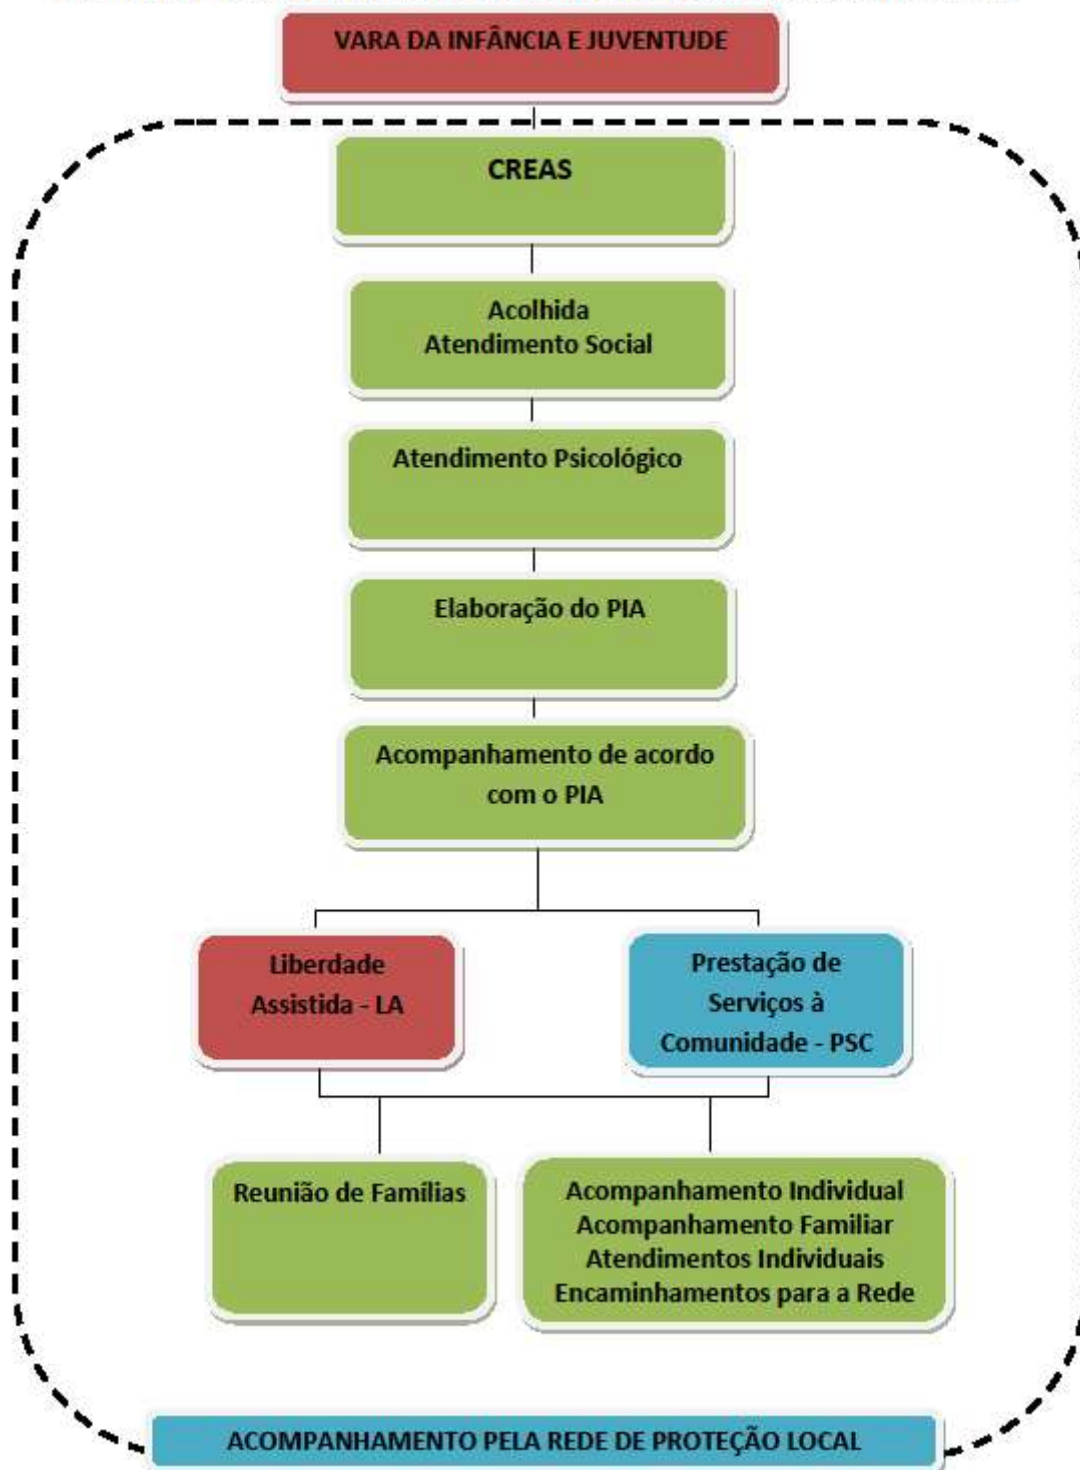 VARA DA INFÂNCIA E JUVENTUDE
CREAS
Acolhida
Atendimento Social
Atendimento Psicológico
Elaboração do PIA
Acompanhamento de acordo
com o PIA
Liberdade
Assistida - LA
Prestação de
Serviços à
Comunidade - PSC
Reunião de Famílias
Acompanhamento Individual
Acompanhamento Familiar
Atendimentos Individuais
Encaminhamentos para a Rede
ACOMPANHAMENTO PELA REDE DE PROTEÇÃO LOCAL